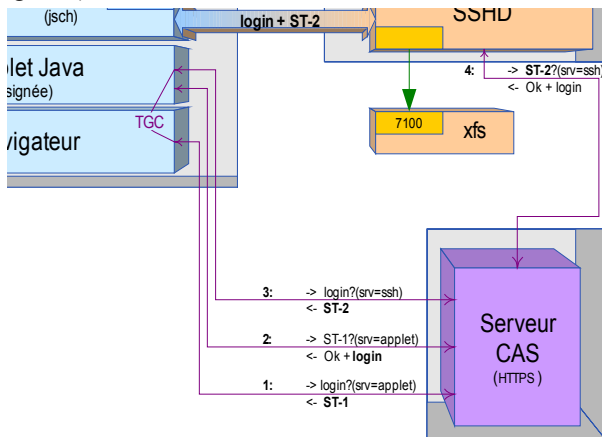 (jsch)
login + ST-2
SSHD
4: -> ST-2?(srv=ssh)
<- Ok + login
let Java
signée)
TGC
7100
xfs
vigateur
3: -> login?(srv=ssh)
<- ST-2
2: -> ST-1?(srv=applet)
<- Ok + login
1: -> login?(srv=applet)
<- ST-1
Serveur
CAS
(HTTPS )